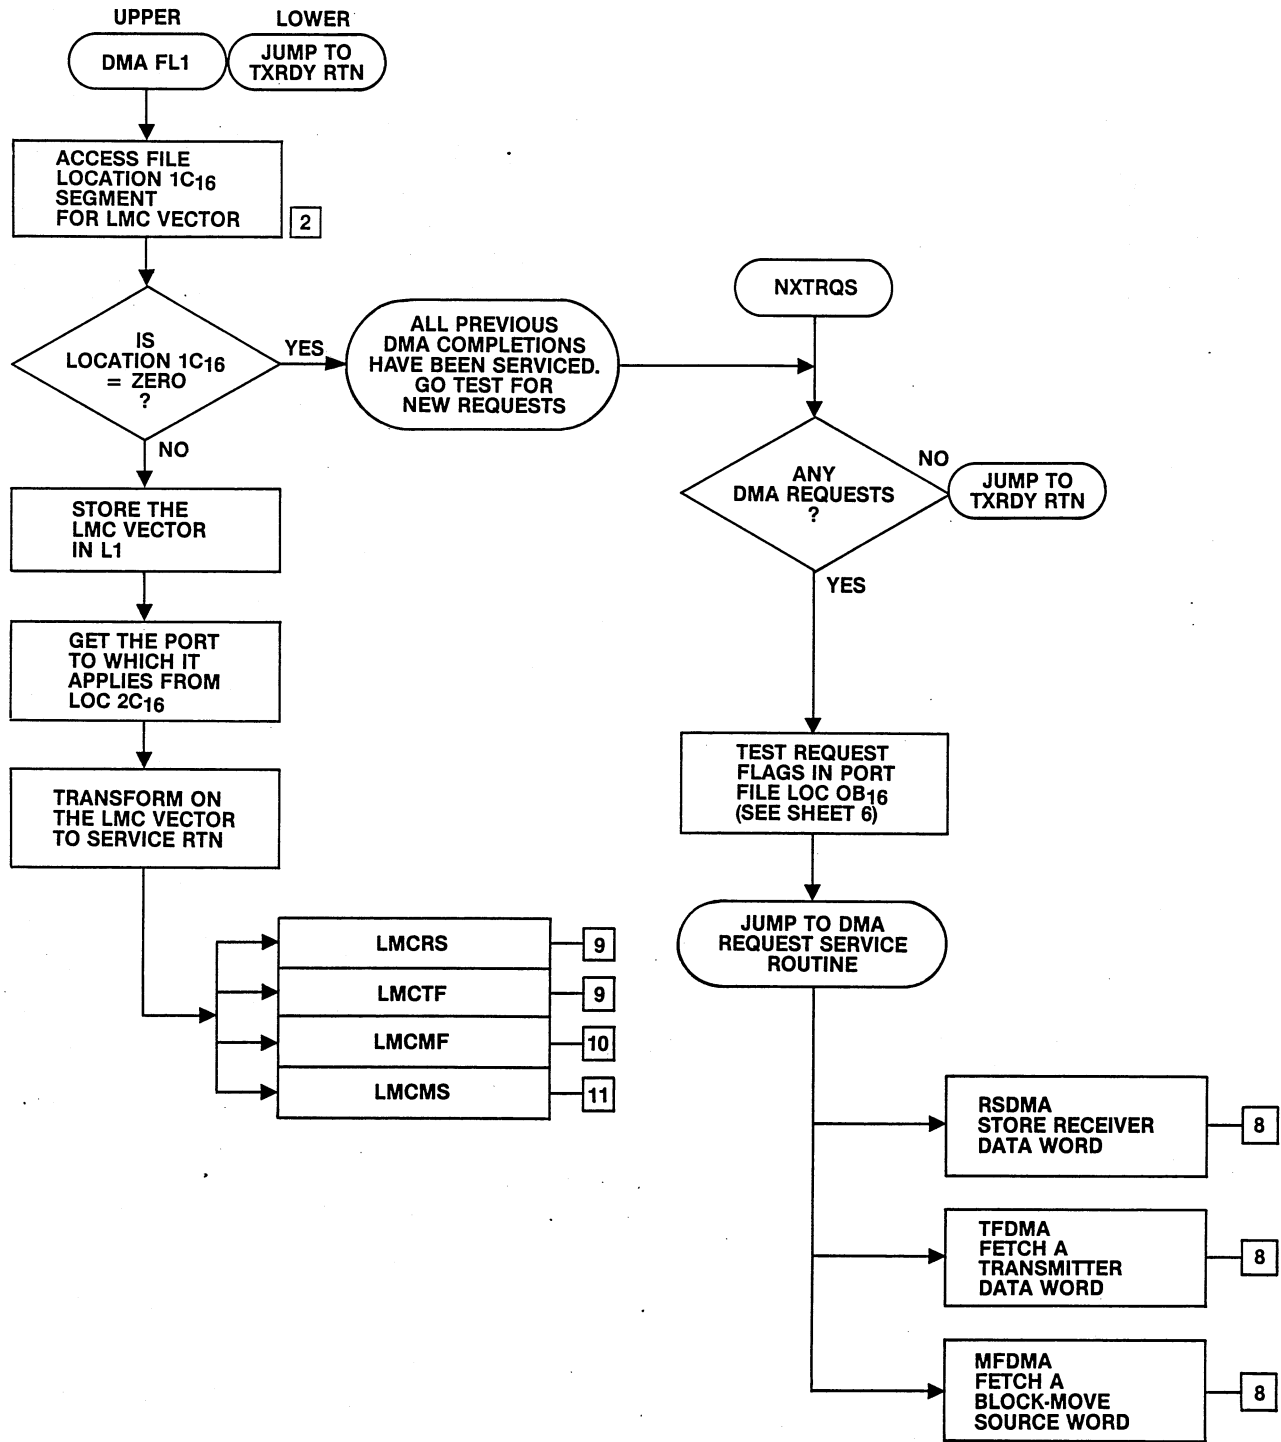 UPPER
LOWER
DMA FL1
JUMP TO
TXRDY RTN
ACCESS FILE
LOCATION 1C16
SEGMENT
FOR LMC VECTOR
2
IS
LOCATION 1C16
= ZERO
?
YES
NO
ALL PREVIOUS
DMA COMPLETIONS
HAVE BEEN SERVICED.
GO TEST FOR
NEW REQUESTS
STORE THE
LMC VECTOR
IN L1
GET THE PORT
TO WHICH IT
APPLIES FROM
LOC 2C16
TRANSFORM ON
THE LMC VECTOR
TO SERVICE RTN
LMCRS
9
LMCTF
9
LMCMF
10
LMCMS
11
NXTRQS
ANY
DMA REQUESTS
?
NO
JUMP TO
TXRDY RTN
YES
TEST REQUEST
FLAGS IN PORT
FILE LOC OB16
(SEE SHEET 6)
JUMP TO DMA
REQUEST SERVICE
ROUTINE
RSDMA
STORE RECEIVER
DATA WORD
8
TFDMA
FETCH A
TRANSMITTER
DATA WORD
8
MFDMA
FETCH A
BLOCK-MOVE
SOURCE WORD
8